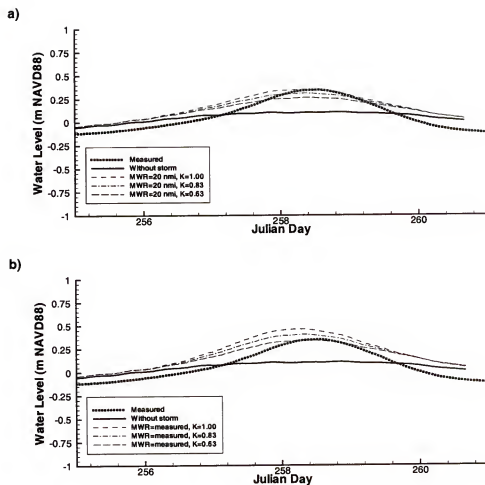 a)
1
0.75
0.5
0.25
0
-0.25
-0.5
-0.75
-1
Water Level (m NAVD88)
Measured
Without storm
MWR=20 nmi, K=1.00
MWR=20 nmi, K=0.83
MWR=20 nmi, K=0.63
256
258
260
Julian Day
b)
1
0.75
0.5
0.25
0
-0.25
-0.5
-0.75
-1
Water Level (m NAVD88)
Measured
Without storm
MWR=measured, K=1.00
MWR=measured, K=0.83
MWR=measured, K=0.63
256
258
260
Julian Day